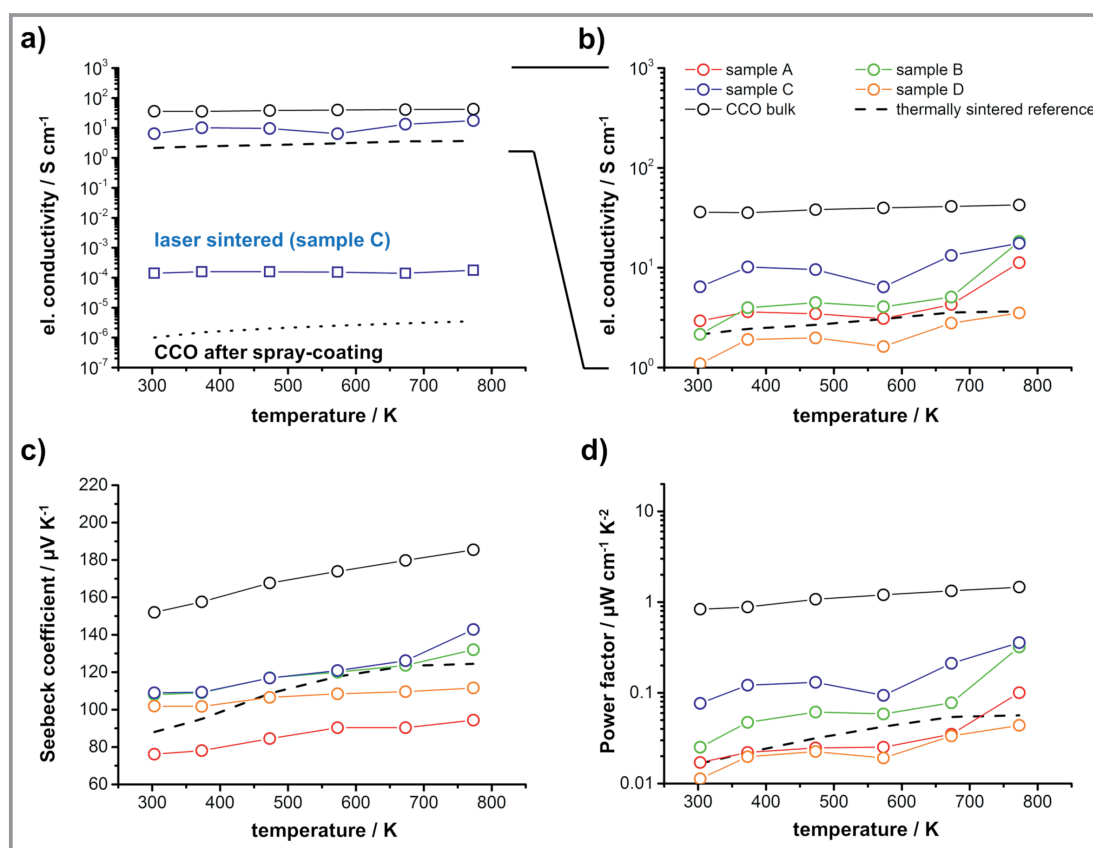 a)
10³
10²
10¹
10⁰
10⁻¹
10⁻²
10⁻³
10⁻⁴
10⁻⁵
10⁻⁶
10⁻⁷
el. conductivity / S cm⁻¹
laser sintered (sample C)
CCO after spray-coating
300 400 500 600 700 800
temperature / K
b)
sample A
sample B
sample C
sample D
CCO bulk
thermally sintered reference
10³
10²
10¹
10⁰
el. conductivity / S cm⁻¹
300 400 500 600 700 800
temperature / K
c)
220
200
180
160
140
120
100
80
60
Seebeck coefficient / µV K⁻¹
300 400 500 600 700 800
temperature / K
d)
10
1
0.1
0.01
Power factor / µW cm⁻¹ K⁻²
300 400 500 600 700 800
temperature / K